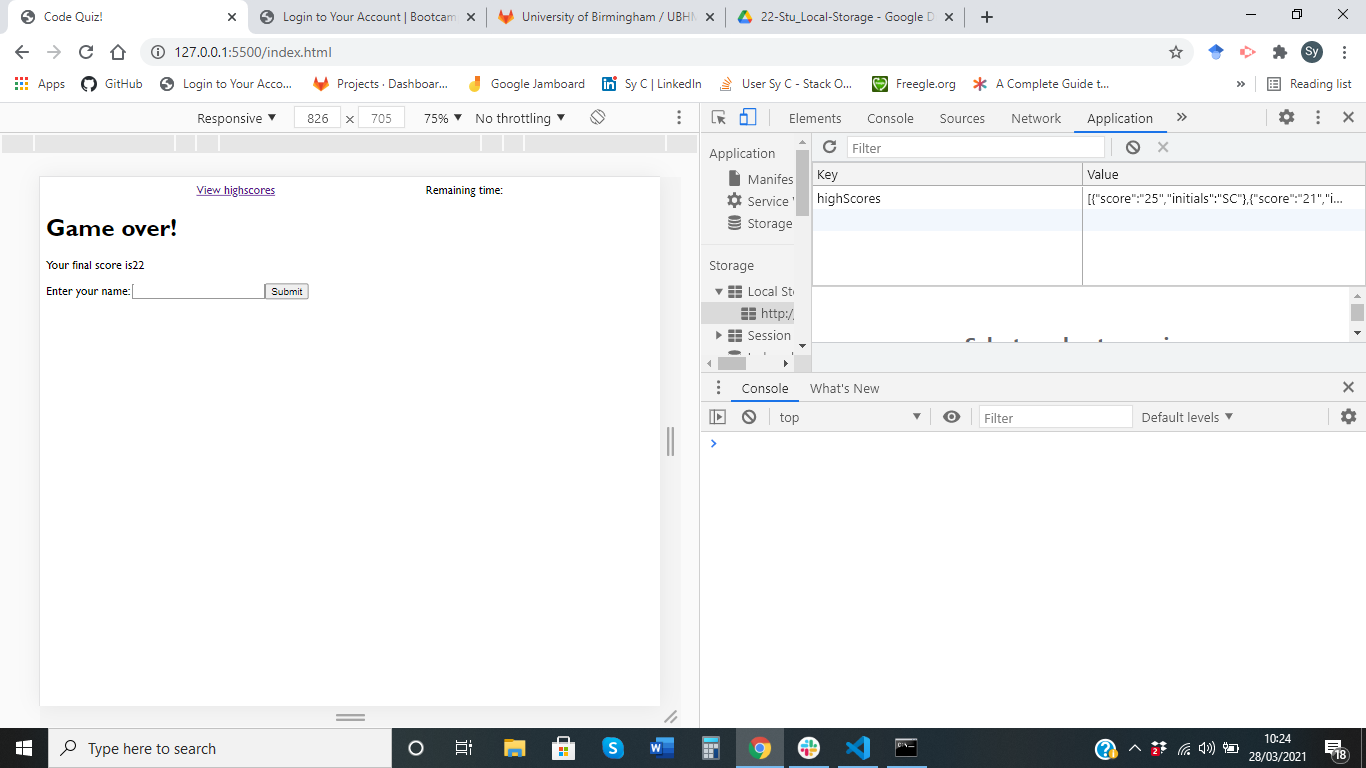 Code Quiz!
Login to Your Account | Bootcam
University of Birmingham / UBHM
22-Stu_Local-Storage - Google D
127.0.0.1:5500/index.html
Sy
Apps
GitHub
Login to Your Acco...
Projects · Dashboar...
Google Jamboard
Sy C | LinkedIn
User Sy C - Stack O...
Freegle.org
A Complete Guide t...
»
Reading list
Responsive
826 × 705
75%
No throttling
Elements
Console
Sources
Network
Application
»
View highscores
Remaining time:
Game over!
Your final score is22
Enter your name:
Submit
Application
Manifes
Service
Storage
Storage
Local St
http:/
Session
Filter
Key
Value
highScores
[{"score":"25","initials":"SC"},{"score":"21","i...
Console
What's New
top
Filter
Default levels
Type here to search
2
10:24
28/03/2021
18